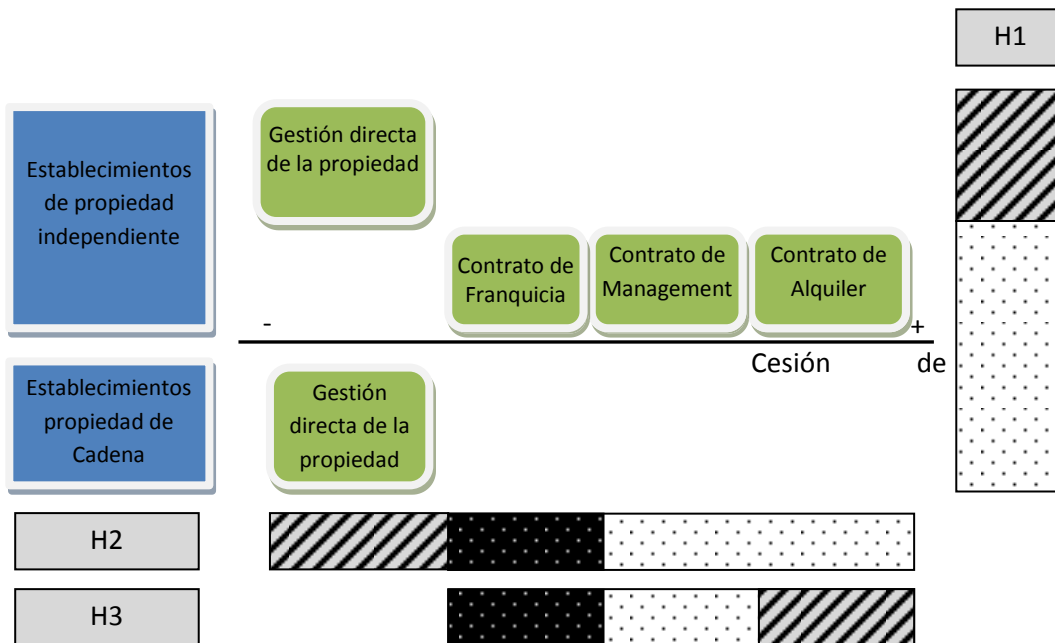 H1
Establecimientos
de propiedad
independiente
Gestión directa
de la propiedad
Contrato de
Franquicia
Contrato de
Management
Contrato de
Alquiler
- +
Cesión de
Establecimientos
propiedad de
Cadena
Gestión
directa de la
propiedad
H2
H3